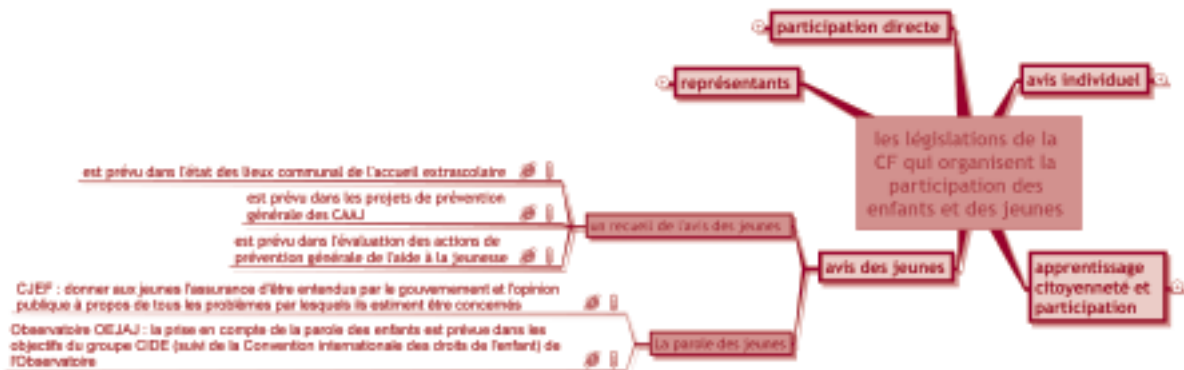 participation directe
représentants
avis individuel
les législations de la
CF qui organisent la
participation des
enfants et des jeunes
est prévu dans l'état des lieux communal de l'accueil extrascolaire
est prévu dans les projets de prévention
générale des CAAJ
est prévu dans l'évaluation des actions de
prévention générale de l'aide à la jeunesse
un recueil de l'avis des jeunes
avis des jeunes
apprentissage
citoyenneté et
participation
CJEF : donner aux jeunes l'assurance d'être entendus par le gouvernement et l'opinion
publique à propos de tous les problèmes par lesquels ils estiment être concernés
Observatoire OEJAJ : la prise en compte de la parole des enfants est prévue dans les
objectifs du groupe CIDE (suivi de la Convention internationale des droits de l'enfant) de
l'Observatoire
La parole des jeunes